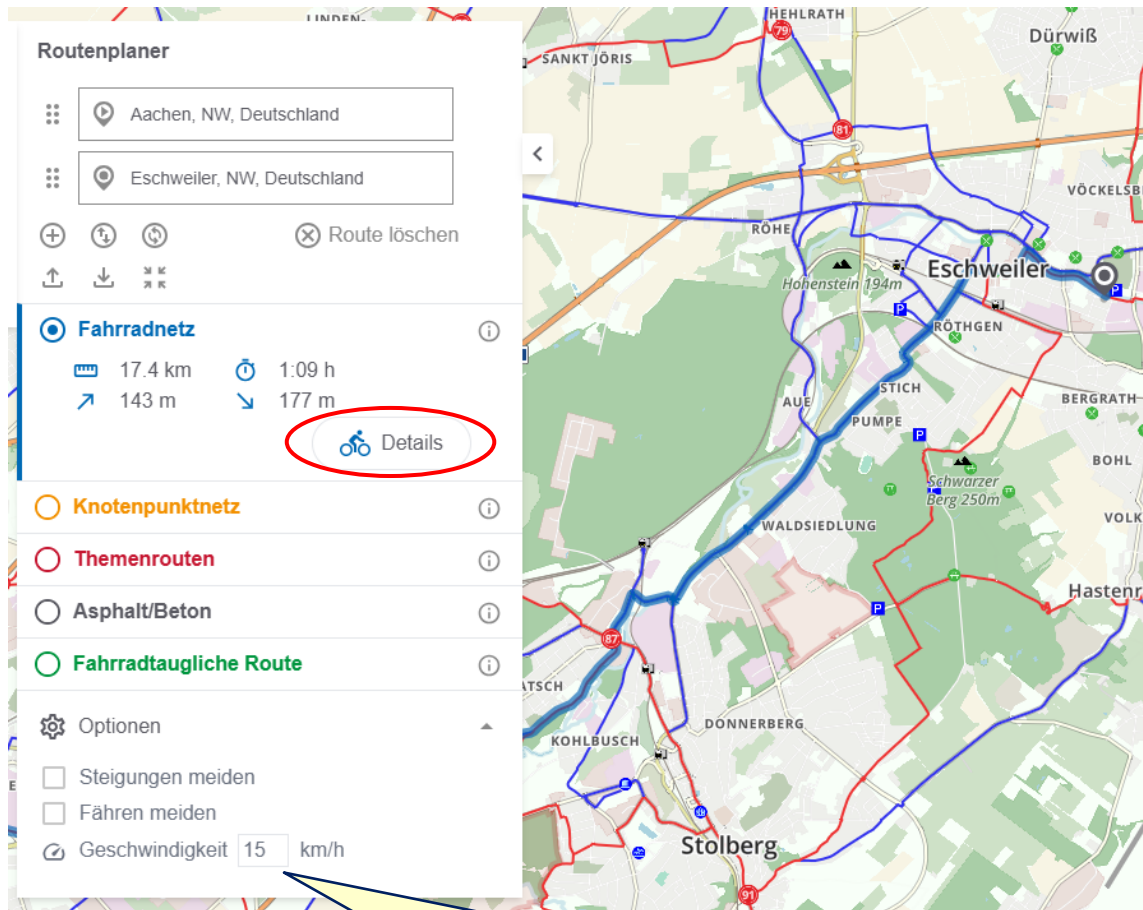 Routenplaner
Aachen, NW, Deutschland
Eschweiler, NW, Deutschland
Route löschen
Fahrradnetz
17.4 km 1:09 h
143 m 177 m
Details
Knotenpunktnetz
Themenrouten
Asphalt/Beton
Fahrradtaugliche Route
Optionen
Steigungen meiden
Fähren meiden
Geschwindigkeit 15 km/h
LINDEN-
HEHLRATH
79
Dürwiß
SANKT JÖRIS
81
VÖCKELSB
RÖHE
Eschweiler
Hohenstein 194m
P
P
RÖTHGEN
STICH
AUE
BERGRATH
PUMPE
P
BOHL
Schwarzer
Berg 250m
VOLK
WALDSIEDLUNG
Hastenr
P
87
ATSCH
DONNERBERG
KOHLBUSCH
Stolberg
91